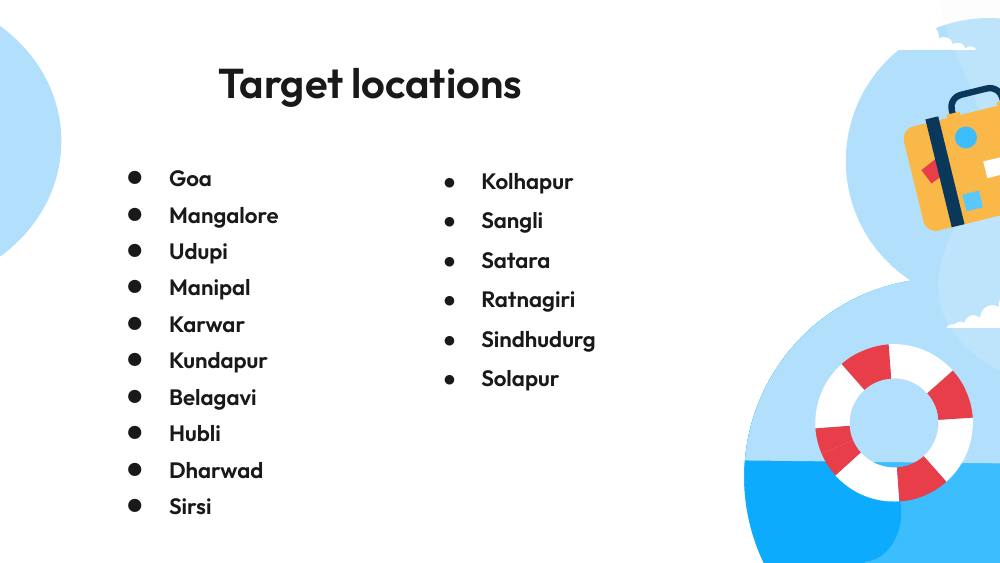 Target locations
● Goa
● Mangalore
● Udupi
● Manipal
● Karwar
● Kundapur
● Belagavi
● Hubli
● Dharwad
● Sirsi
● Kolhapur
● Sangli
● Satara
● Ratnagiri
● Sindhudurg
● Solapur